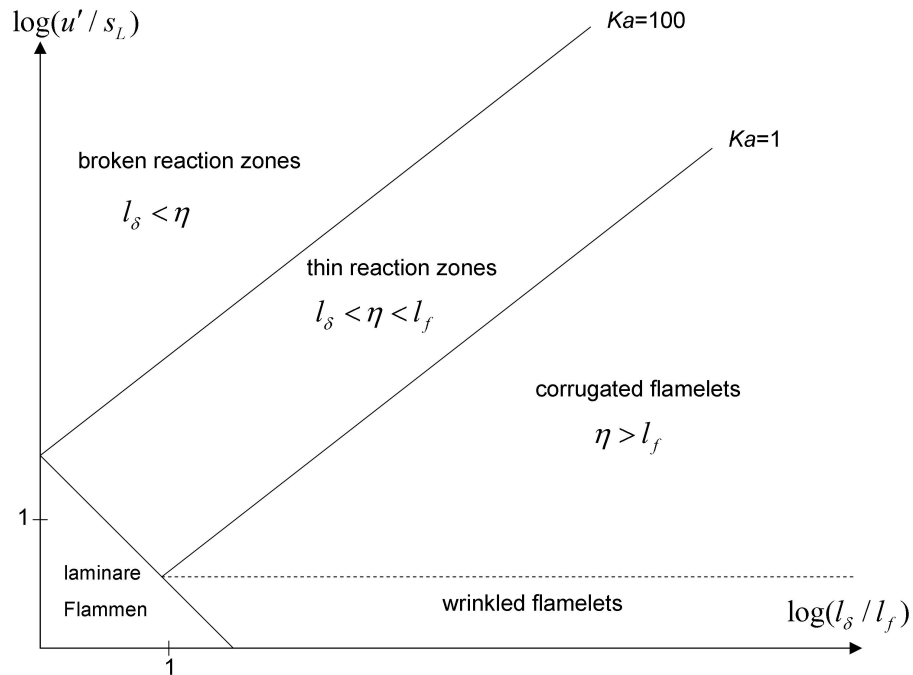 log(u′ / s_L)
Ka=100
Ka=1
broken reaction zones
l_δ < η
thin reaction zones
l_δ < η < l_f
corrugated flamelets
η > l_f
1
laminare
Flammen
wrinkled flamelets
log(l_δ / l_f)
1